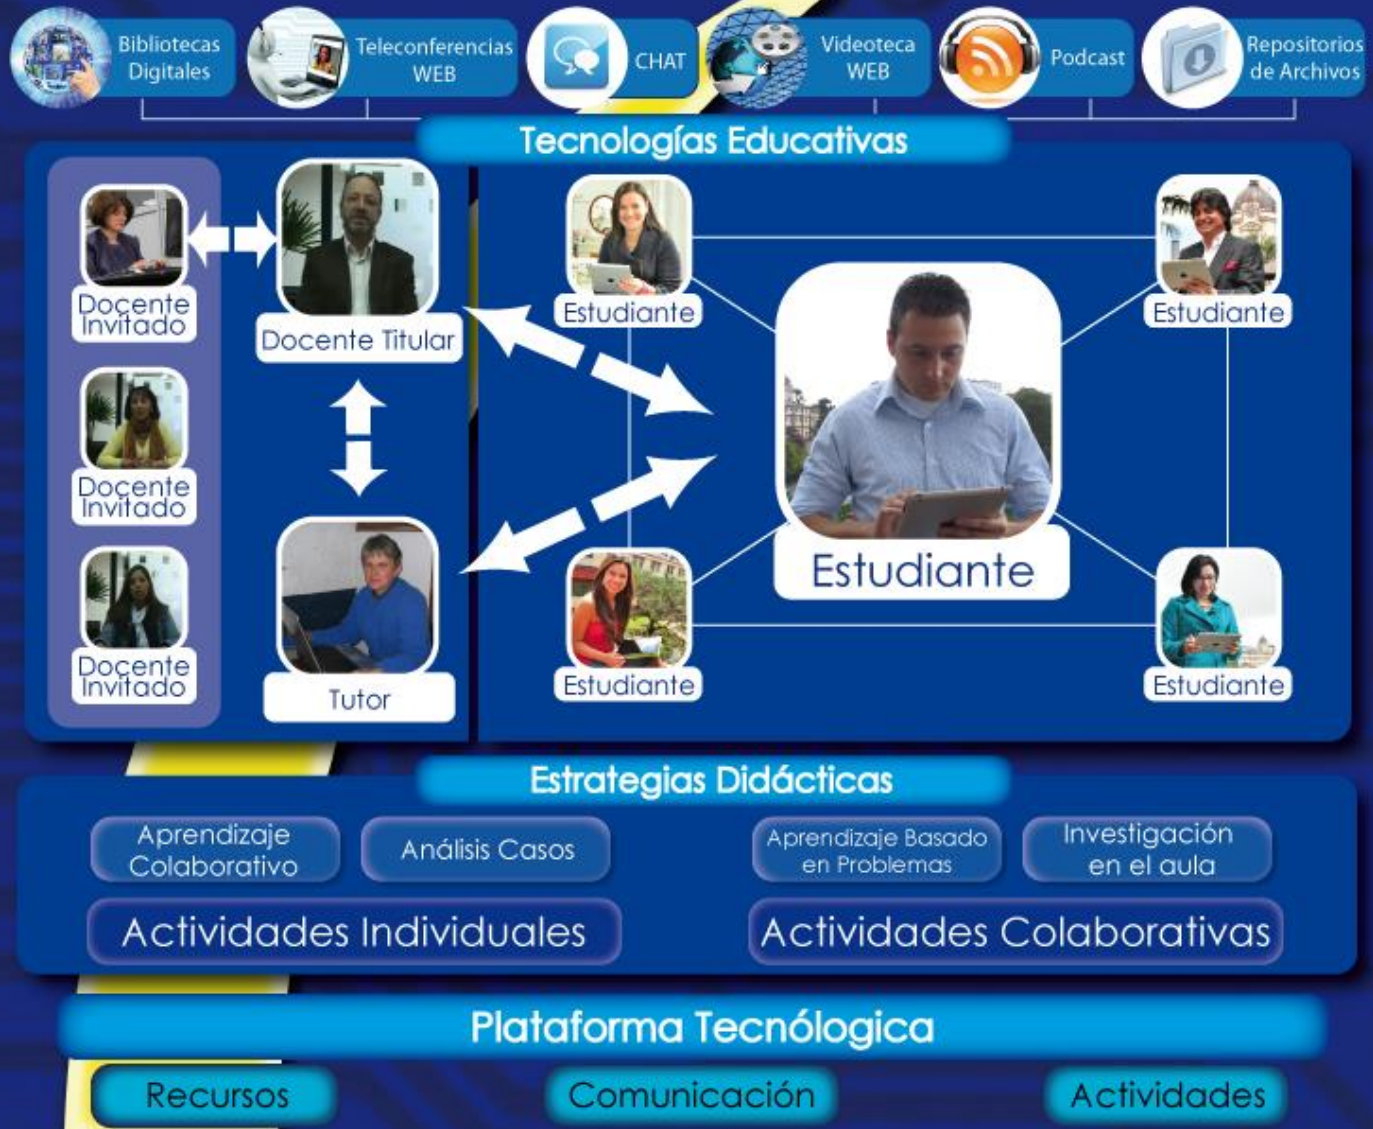 Bibliotecas
Digitales
Teleconferencias
WEB
CHAT
Videoteca
WEB
Podcast
Repositorios
de Archivos
Tecnologías Educativas
Docente
Invitado
Docente Titular
Estudiante
Estudiante
Docente
Invitado
Estudiante
Docente
Invitado
Tutor
Estudiante
Estudiante
Estrategias Didácticas
Aprendizaje
Colaborativo
Análisis Casos
Aprendizaje Basado
en Problemas
Investigación
en el aula
Actividades Individuales
Actividades Colaborativas
Plataforma Tecnólogica
Recursos
Comunicación
Actividades